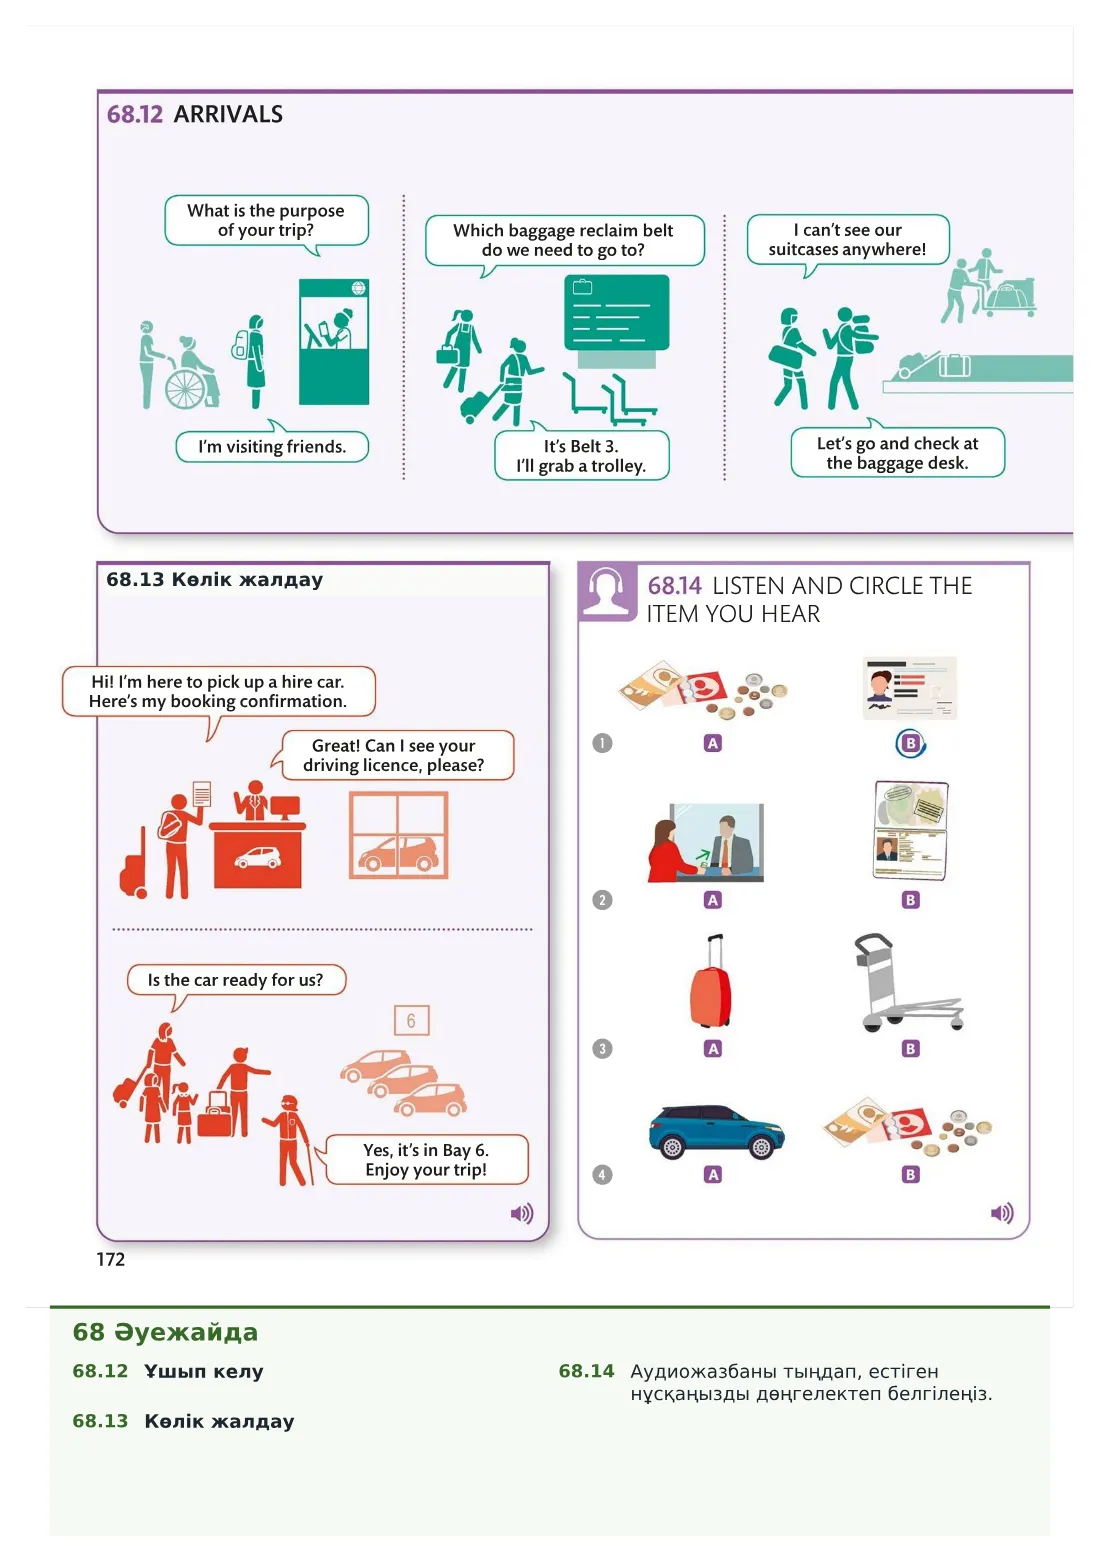 68.12 ARRIVALS
What is the purpose
of your trip?
I'm visiting friends.
Which baggage reclaim belt
do we need to go to?
It's Belt 3.
I'll grab a trolley.
I can't see our
suitcases anywhere!
Let's go and check at
the baggage desk.
68.13 Көлік жалдау
Hi! I'm here to pick up a hire car.
Here's my booking confirmation.
Great! Can I see your
driving licence, please?
Is the car ready for us?
6
Yes, it's in Bay 6.
Enjoy your trip!
68.14 LISTEN AND CIRCLE THE
ITEM YOU HEAR
1 A B
2 A B
3 A B
4 A B
172
68 Әуежайда
68.12 Ұшып келу
68.13 Көлік жалдау
68.14 Аудиожазбаны тыңдап, естіген
нұсқаңызды дөңгелектеп белгілеңіз.